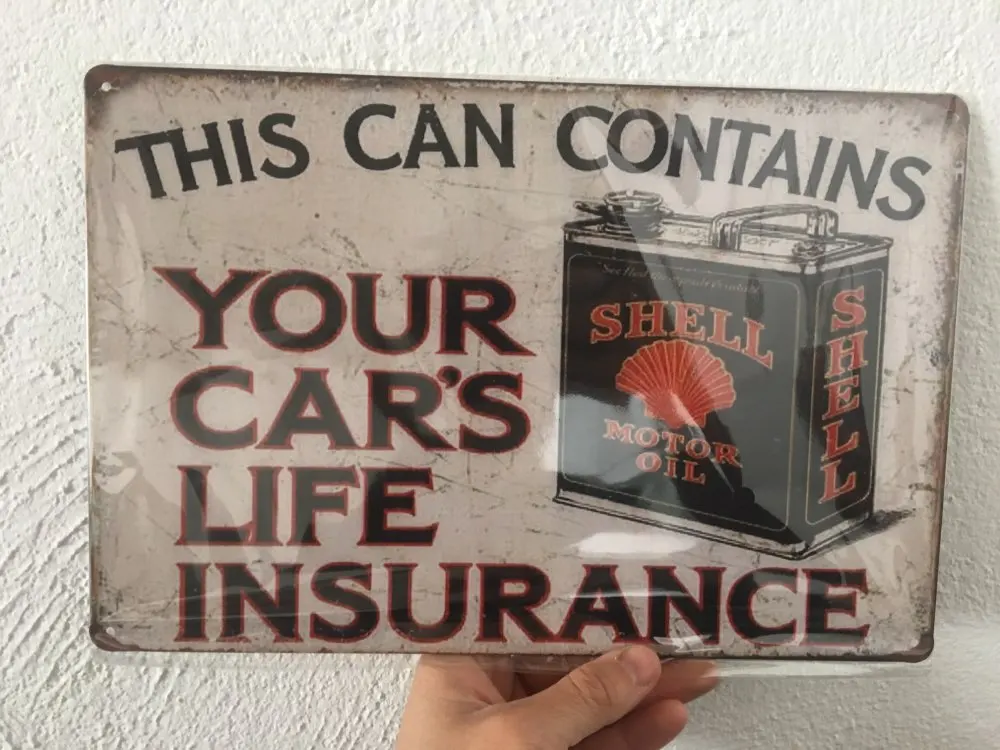 THIS CAN CONTAINS
YOUR
CAR'S
LIFE
INSURANCE
SHELL
MOTOR
OIL
SHELL